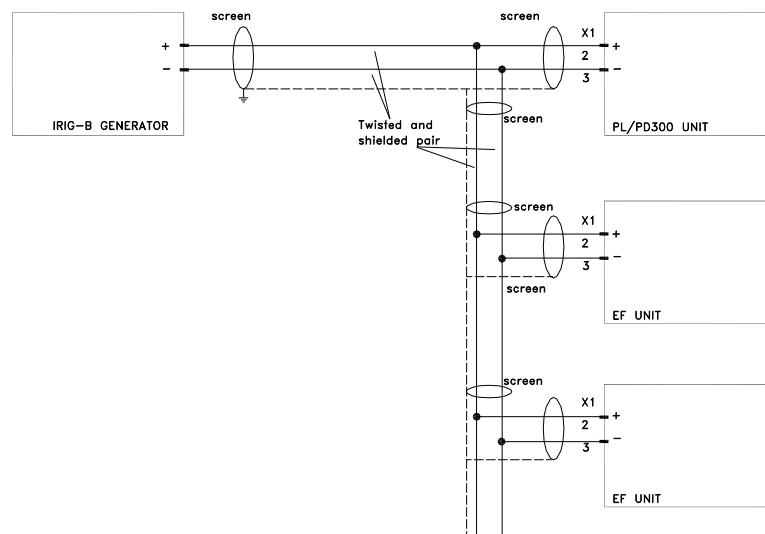 screen
screen
X1
+
+
2
-
-
3
IRIG-B GENERATOR
Twisted and
shielded pair
screen
PL/PD300 UNIT
screen
X1
+
2
-
3
screen
EF UNIT
screen
X1
+
2
-
3
EF UNIT